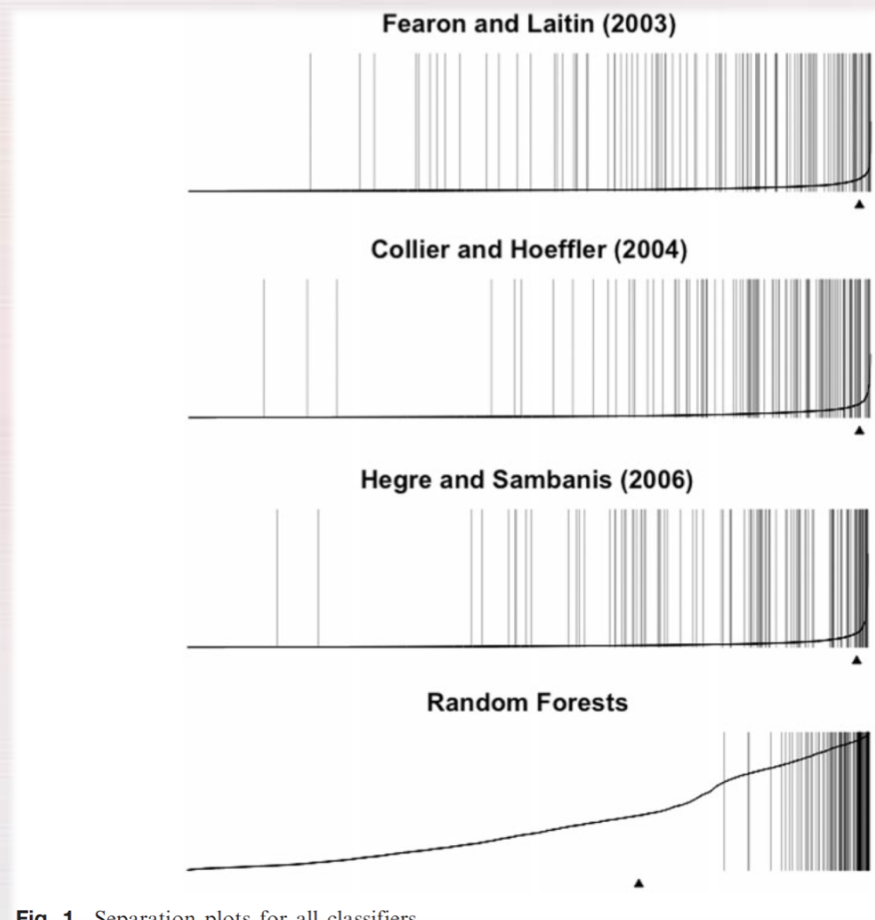 Fearon and Laitin (2003)
Collier and Hoeffler (2004)
Hegre and Sambanis (2006)
Random Forests
Fig. 1 Separation plots for all classifiers